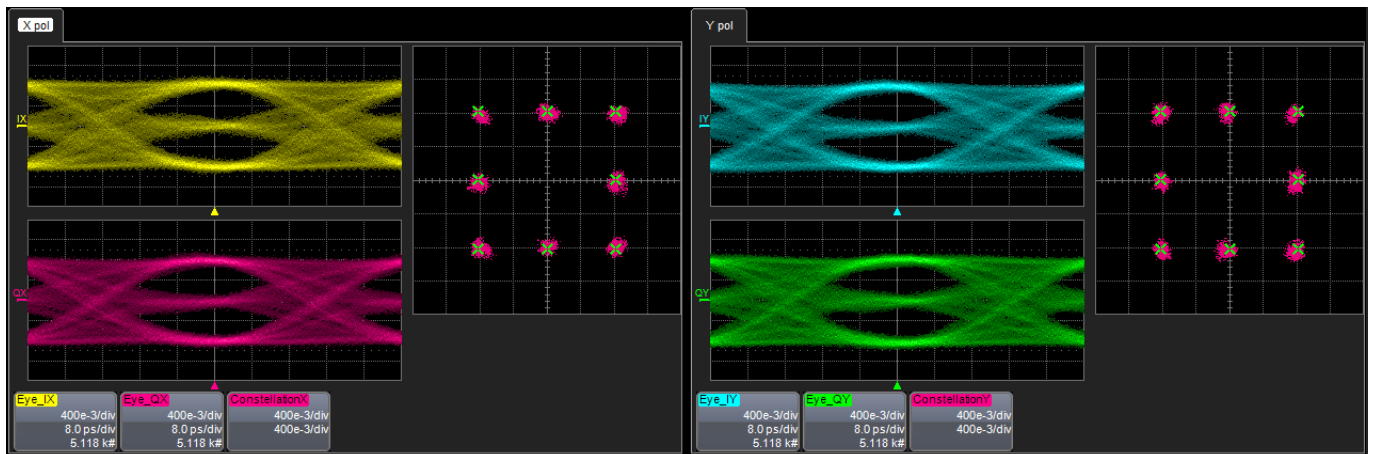 X pol
IX
QX
Eye_IX
400e-3/div
8.0 ps/div
5.118 k#
Eye_QX
400e-3/div
8.0 ps/div
5.118 k#
ConstellationX
400e-3/div
400e-3/div
Y pol
IY
QY
Eye_IY
400e-3/div
8.0 ps/div
5.118 k#
Eye_QY
400e-3/div
8.0 ps/div
5.118 k#
ConstellationY
400e-3/div
400e-3/div